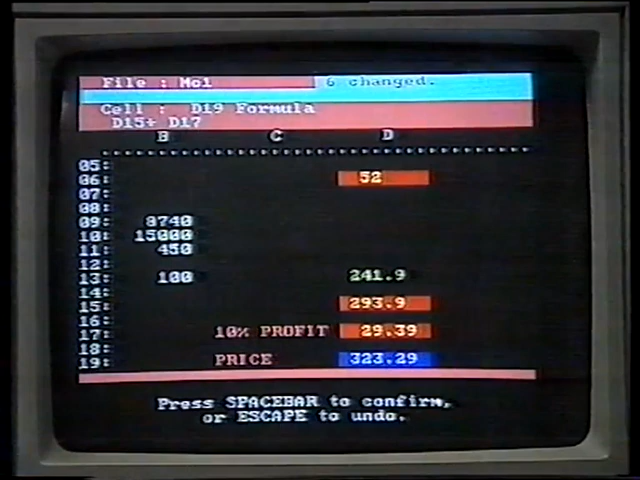 File : Mo1 6 changed.
Cell : D19 Formula
D15+ D17
B C D
05:
06: 52
07:
08:
09: 8740
10: 15000
11: 450
12:
13: 100 241.9
14:
15: 293.9
16:
17: 10% PROFIT 29.39
18:
19: PRICE 323.29
Press SPACEBAR to confirm,
or ESCAPE to undo.